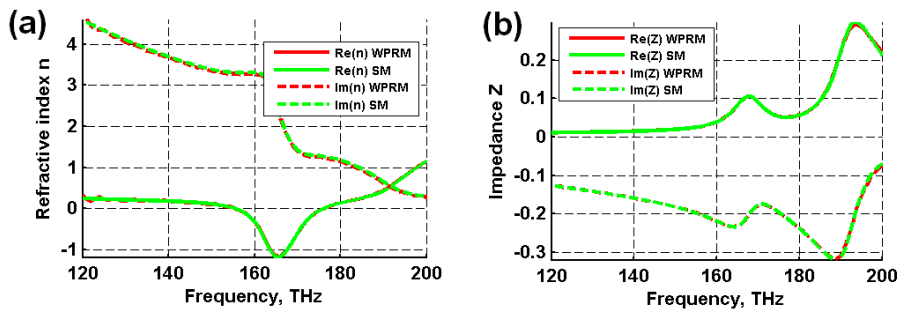 (a)
Refractive index n
4
3
2
1
0
-1
120
140
160
180
200
Frequency, THz
Re(n) WPRM
Re(n) SM
Im(n) WPRM
Im(n) SM
(b)
Impedance Z
0.2
0.1
0
-0.1
-0.2
-0.3
120
140
160
180
200
Frequency, THz
Re(Z) WPRM
Re(Z) SM
Im(Z) WPRM
Im(Z) SM